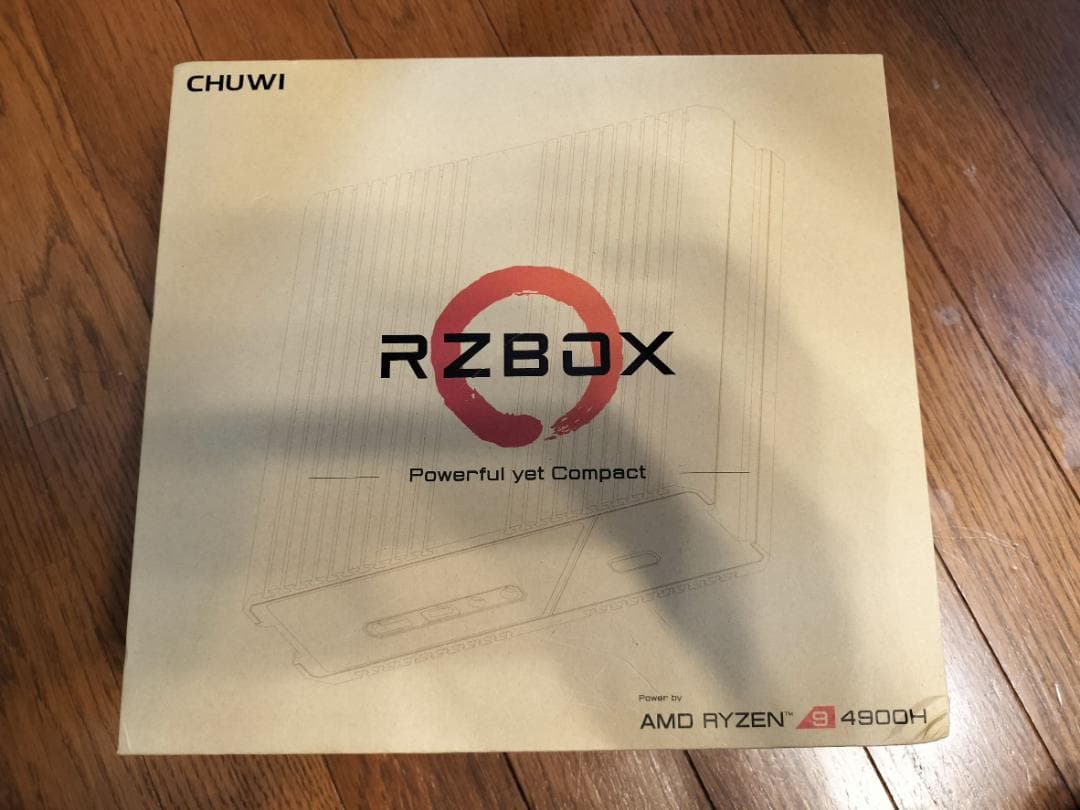 CHUWI
RZBOX
Powerful yet Compact
Power by
AMD RYZEN™ 9 4900H